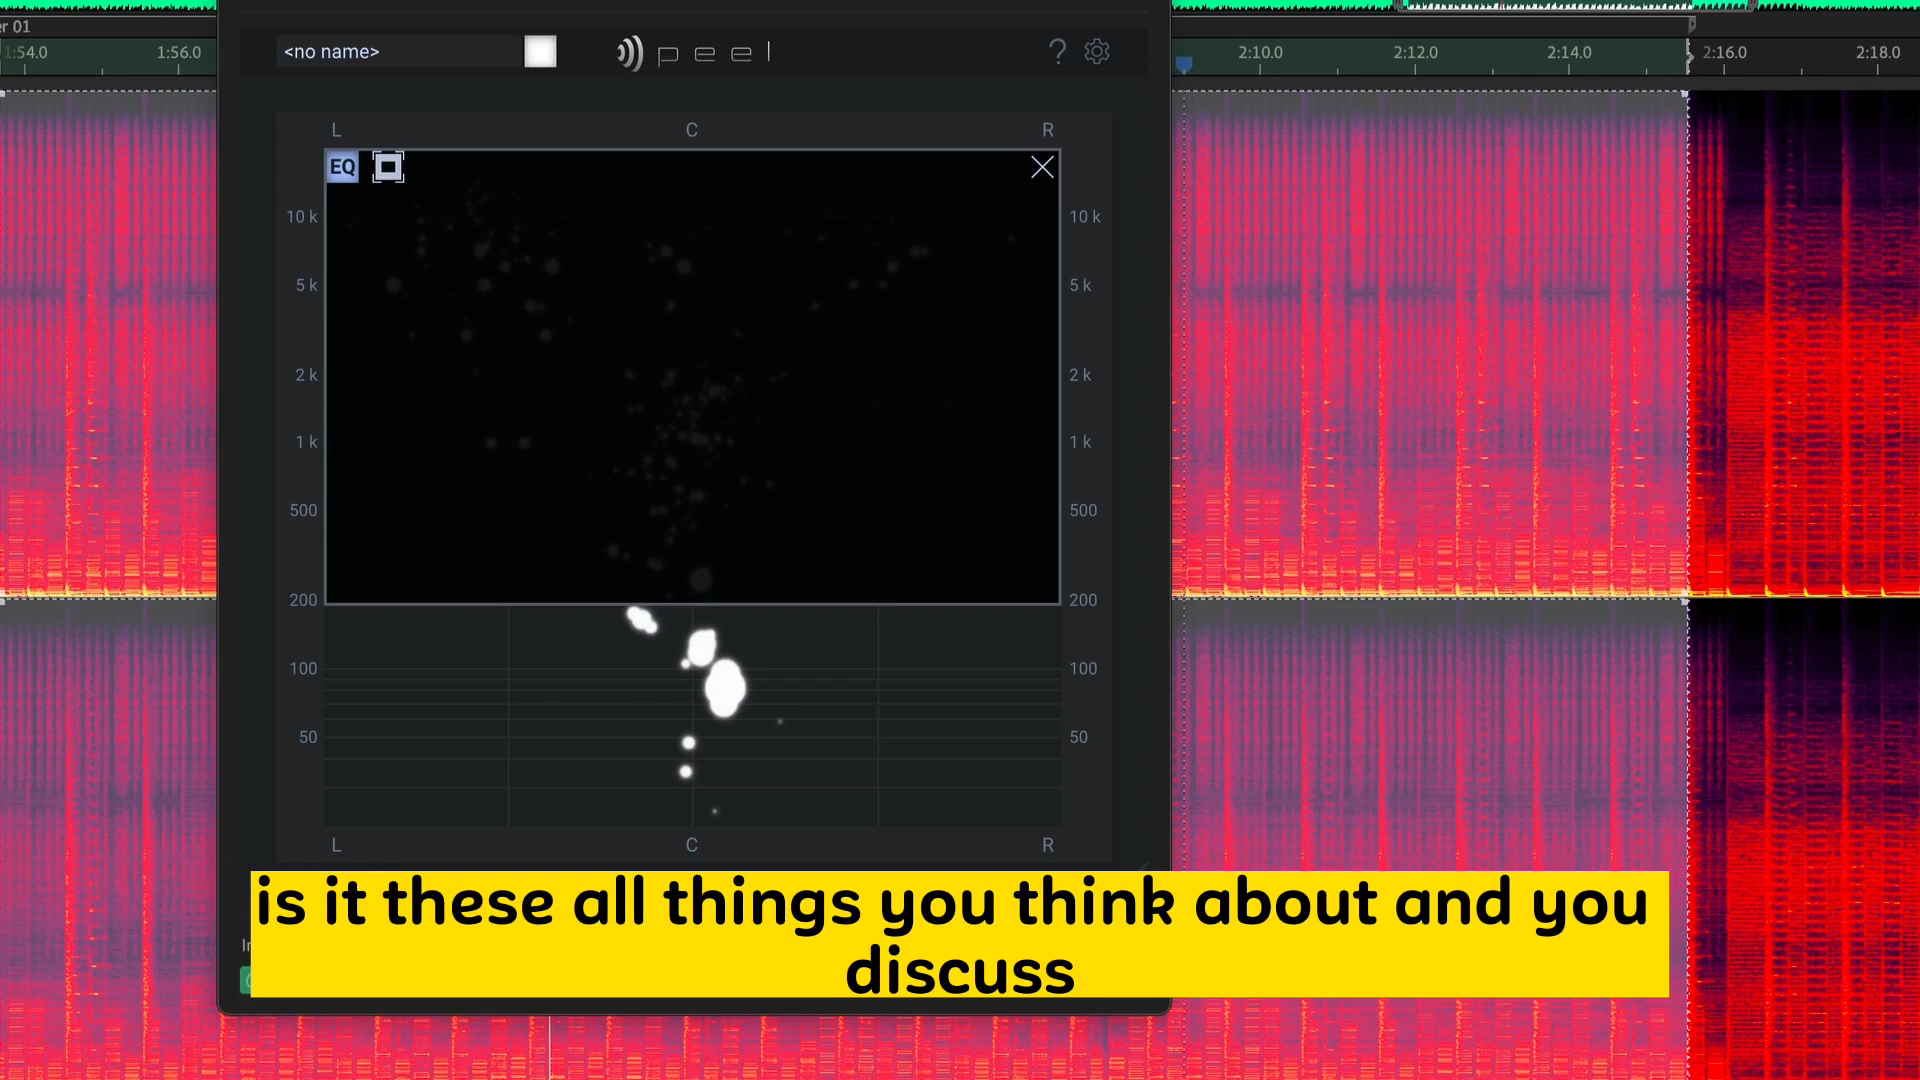 r 01
1:54.0 1:56.0 2:10.0 2:12.0 2:14.0 2:16.0 2:18.0
<no name> peel ?
L C R
EQ
10 k 10 k
5 k 5 k
2 k 2 k
1 k 1 k
500 500
200 200
100 100
50 50
L C R
is it these all things you think about and you
discuss